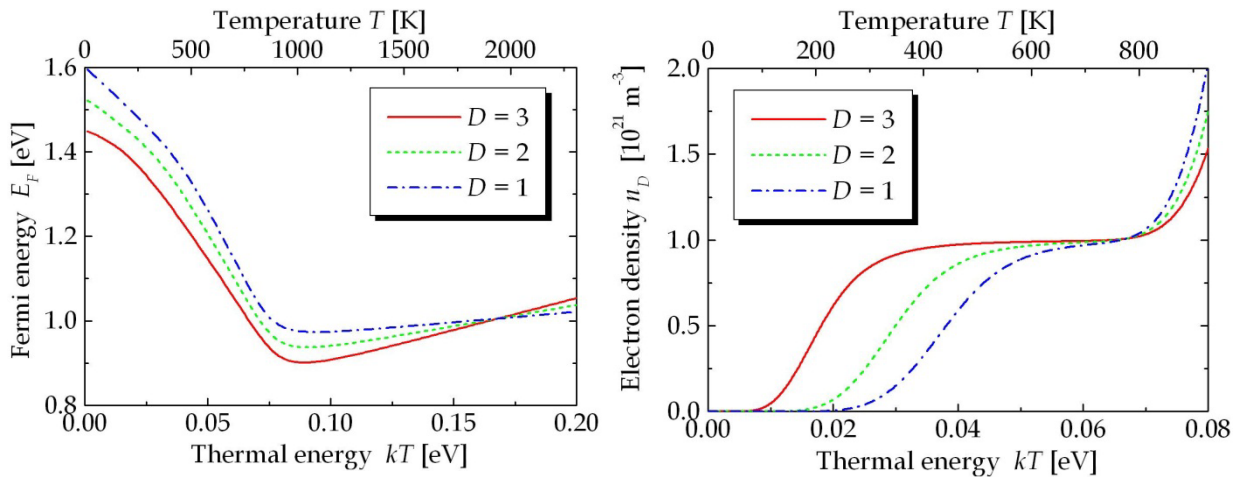 Temperature T [K]
0 500 1000 1500 2000
Fermi energy E_F [eV]
1.6
1.4
1.2
1.0
0.8
D = 3
D = 2
D = 1
0.00 0.05 0.10 0.15 0.20
Thermal energy kT [eV]
Temperature T [K]
0 200 400 600 800
Electron density n_D [10²¹ m⁻³]
2.0
1.5
1.0
0.5
0.0
D = 3
D = 2
D = 1
0.00 0.02 0.04 0.06 0.08
Thermal energy kT [eV]